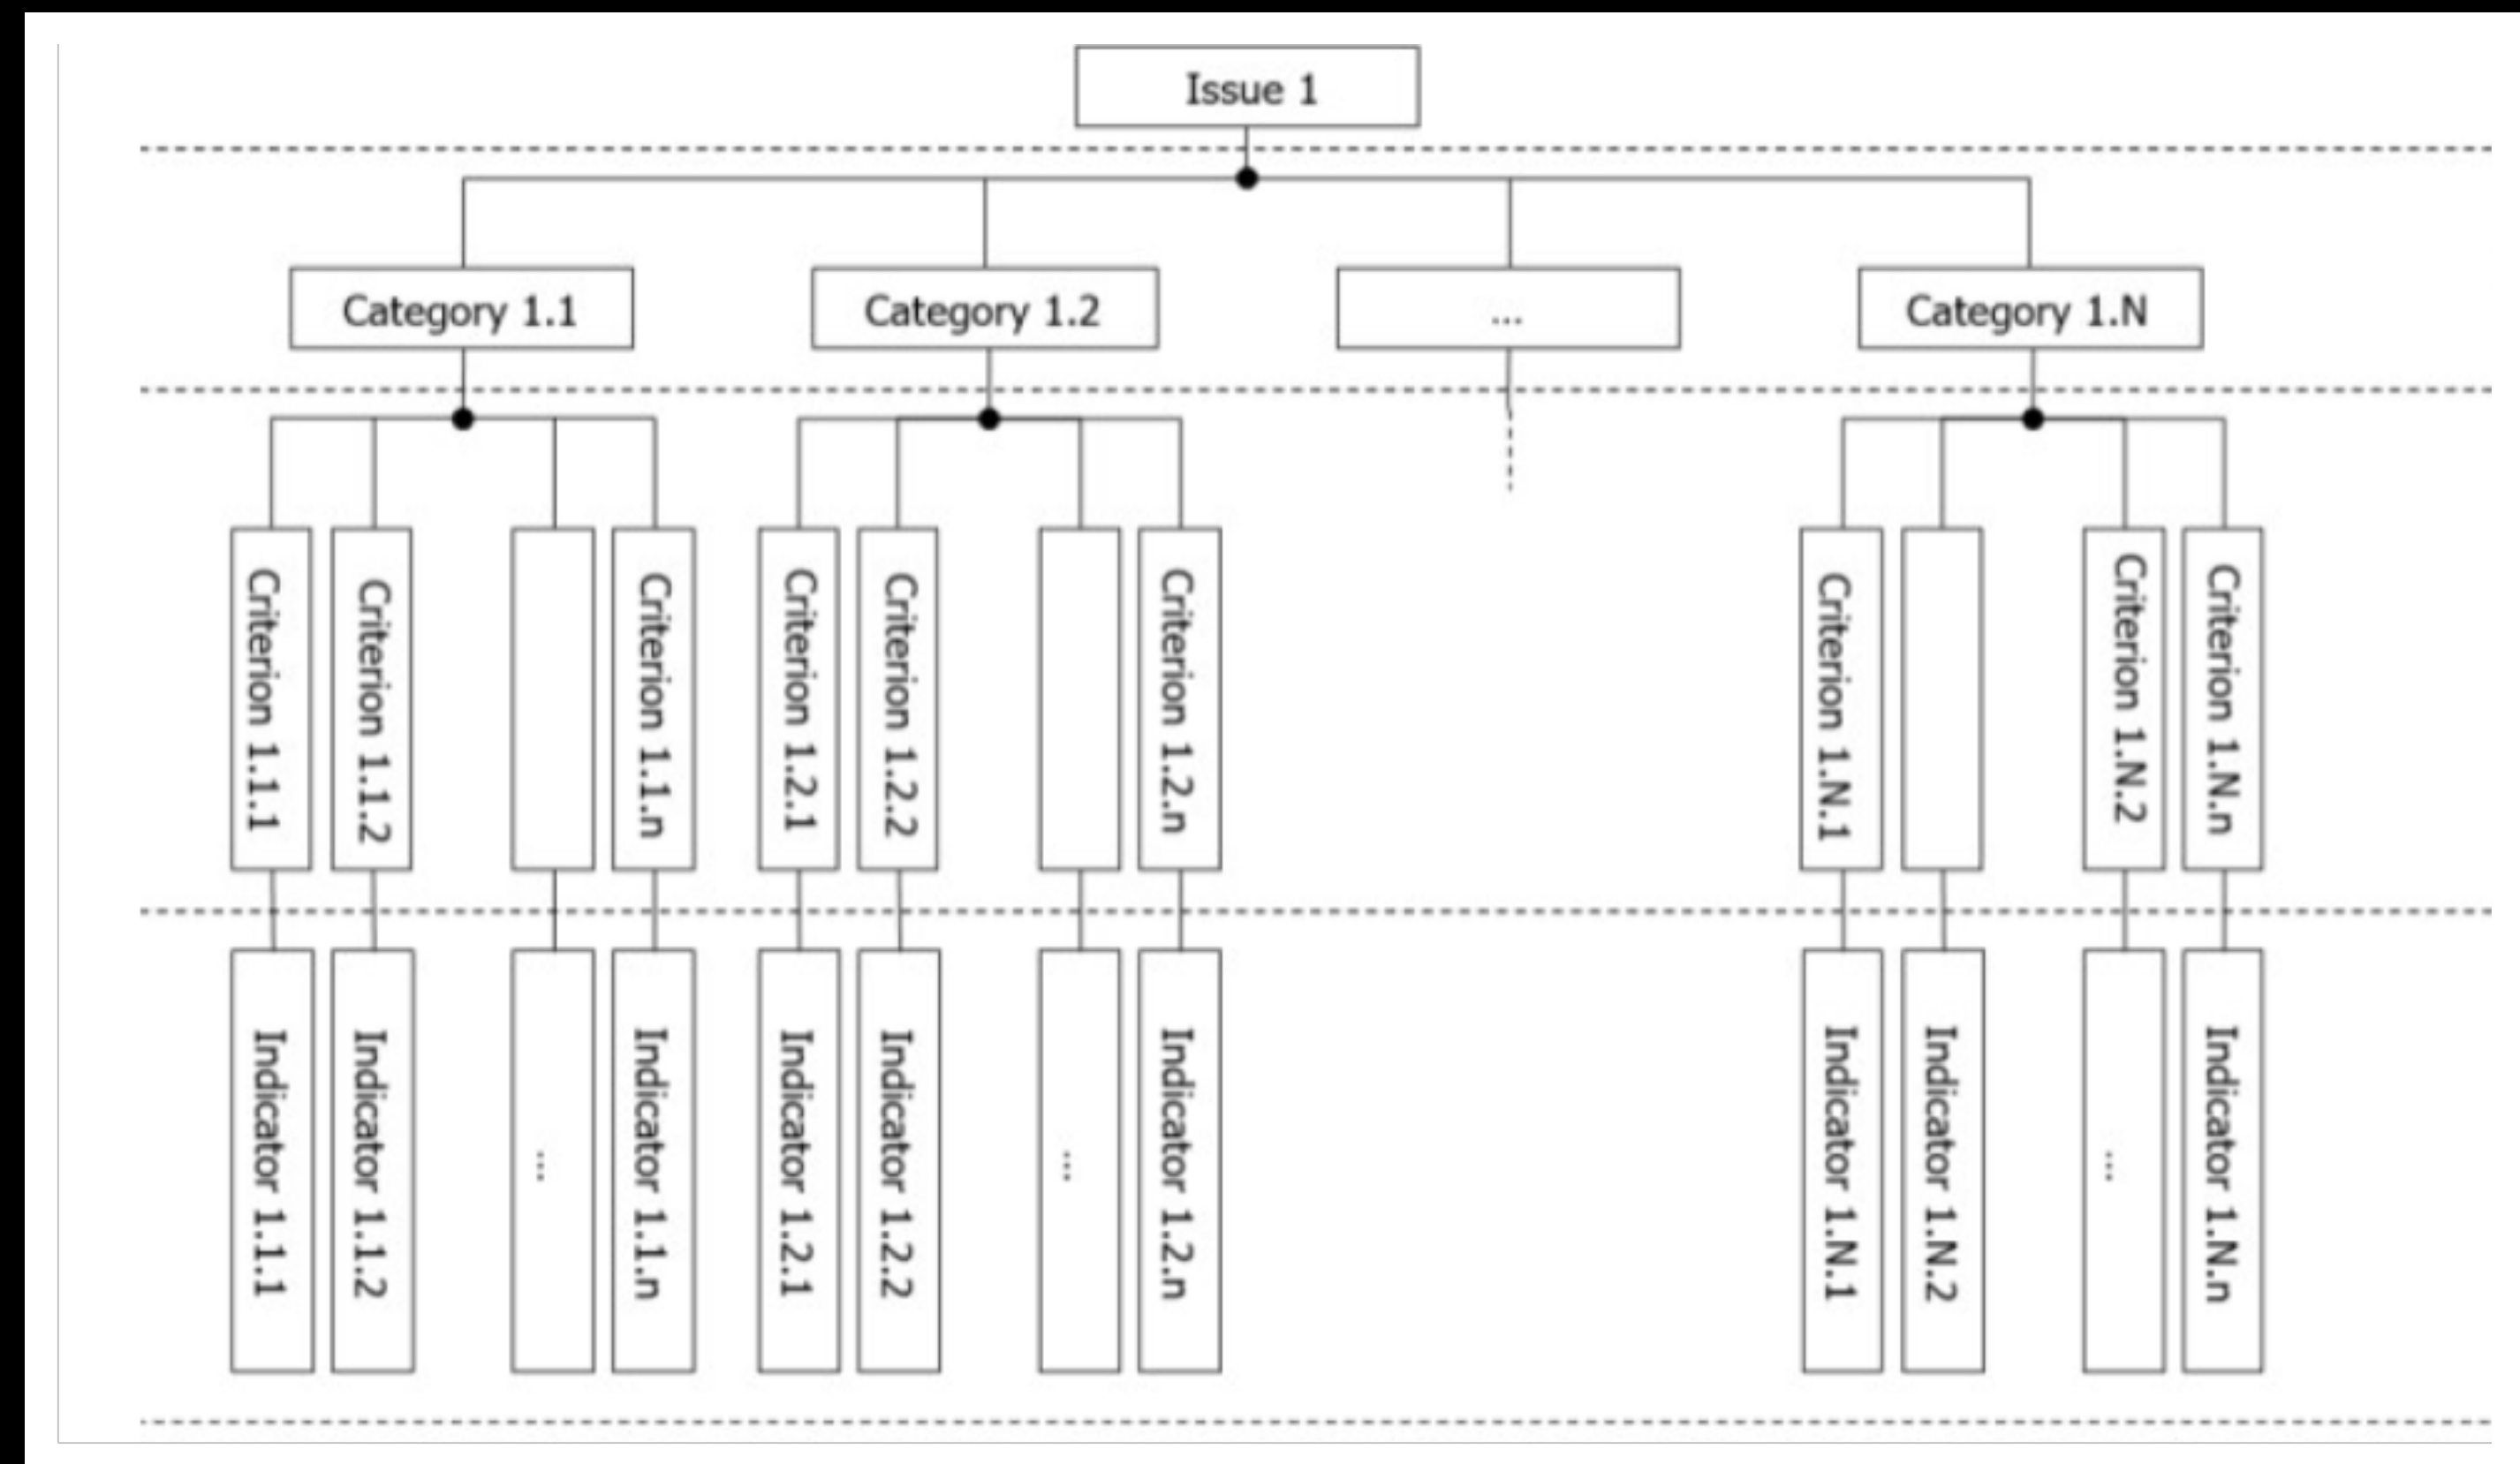 Issue 1
Category 1.1
Category 1.2
...
Category 1.N
Criterion 1.1.1
Criterion 1.1.2
Criterion 1.1.n
Criterion 1.2.1
Criterion 1.2.2
Criterion 1.2.n
Criterion 1.N.1
Criterion 1.N.2
Criterion 1.N.n
Indicator 1.1.1
Indicator 1.1.2
...
Indicator 1.1.n
Indicator 1.2.1
Indicator 1.2.2
...
Indicator 1.2.n
Indicator 1.N.1
Indicator 1.N.2
...
Indicator 1.N.n